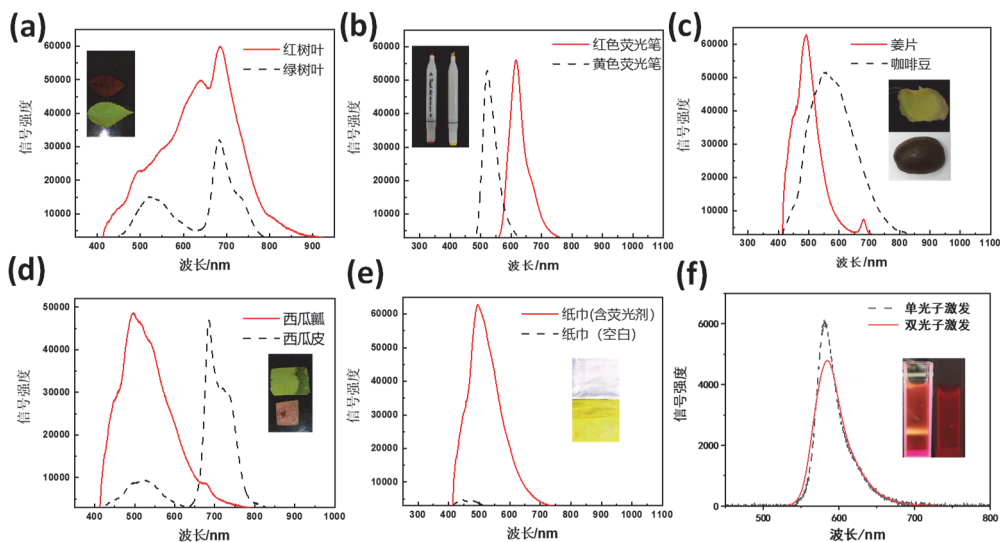 (a)
红树叶
绿树叶
信号强度
60000
50000
40000
30000
20000
10000
400 500 600 700 800 900
波长/nm
(b)
红色荧光笔
黄色荧光笔
信号强度
60000
50000
40000
30000
20000
10000
300 400 500 600 700 800 900 1000 1100
波长/nm
(c)
姜片
咖啡豆
信号强度
60000
50000
40000
30000
20000
10000
300 400 500 600 700 800 900 1000 1100
波长/nm
(d)
西瓜瓤
西瓜皮
信号强度
50000
40000
30000
20000
10000
400 500 600 700 800 900 1000
波长/nm
(e)
纸巾(含荧光剂)
纸巾（空白）
信号强度
60000
50000
40000
30000
20000
10000
300 400 500 600 700 800 900 1000 1100
波长/nm
(f)
单光子激发
双光子激发
信号强度
6000
4000
2000
0
500 600 700 800
波长/nm